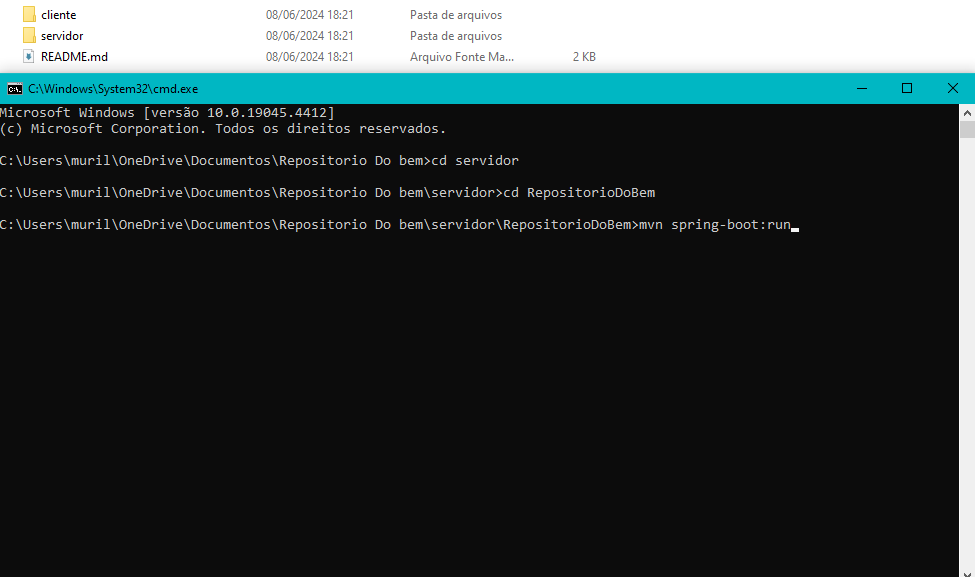 cliente 08/06/2024 18:21 Pasta de arquivos
servidor 08/06/2024 18:21 Pasta de arquivos
README.md 08/06/2024 18:21 Arquivo Fonte Ma... 2 KB
C:\Windows\System32\cmd.exe
Microsoft Windows [versão 10.0.19045.4412]
(c) Microsoft Corporation. Todos os direitos reservados.
C:\Users\muril\OneDrive\Documentos\Repositorio Do bem>cd servidor
C:\Users\muril\OneDrive\Documentos\Repositorio Do bem\servidor>cd RepositorioDoBem
C:\Users\muril\OneDrive\Documentos\Repositorio Do bem\servidor\RepositorioDoBem>mvn spring-boot:run